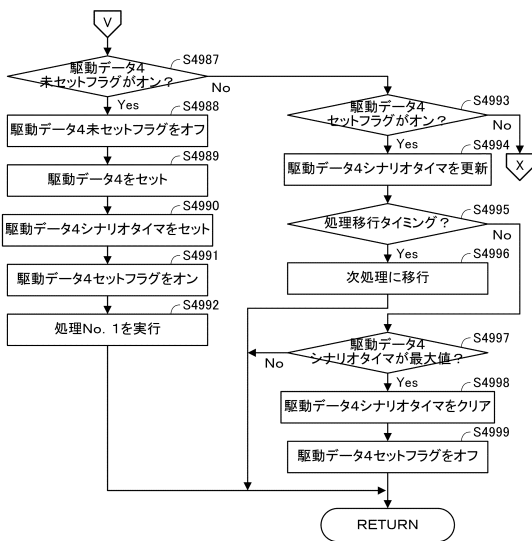 V
S4987
駆動データ4
未セットフラグがオン?
No
Yes
S4988
駆動データ4未セットフラグをオフ
S4989
駆動データ4をセット
S4990
駆動データ4シナリオタイマをセット
S4991
駆動データ4セットフラグをオン
S4992
処理No. 1を実行
S4993
駆動データ4
セットフラグがオン?
No
X
Yes
S4994
駆動データ4シナリオタイマを更新
S4995
処理移行タイミング?
No
Yes
S4996
次処理に移行
S4997
駆動データ4
シナリオタイマが最大値?
No
Yes
S4998
駆動データ4シナリオタイマをクリア
S4999
駆動データ4セットフラグをオフ
RETURN